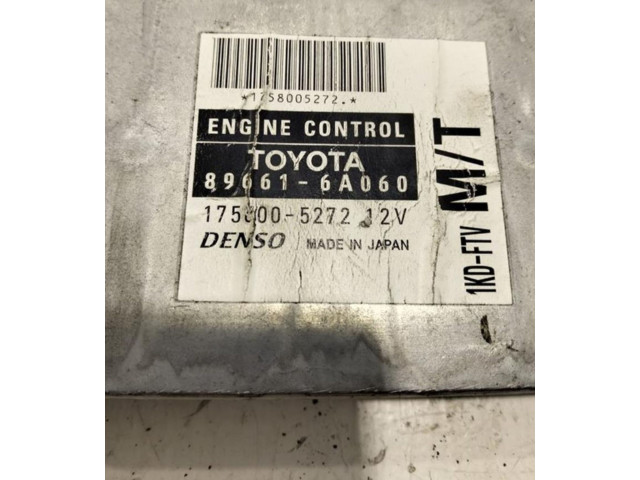 *1758005272.*
ENGINE CONTROL
TOYOTA
89661-6A060
175800-5272 12V
DENSO MADE IN JAPAN
1KD-FTV M/T